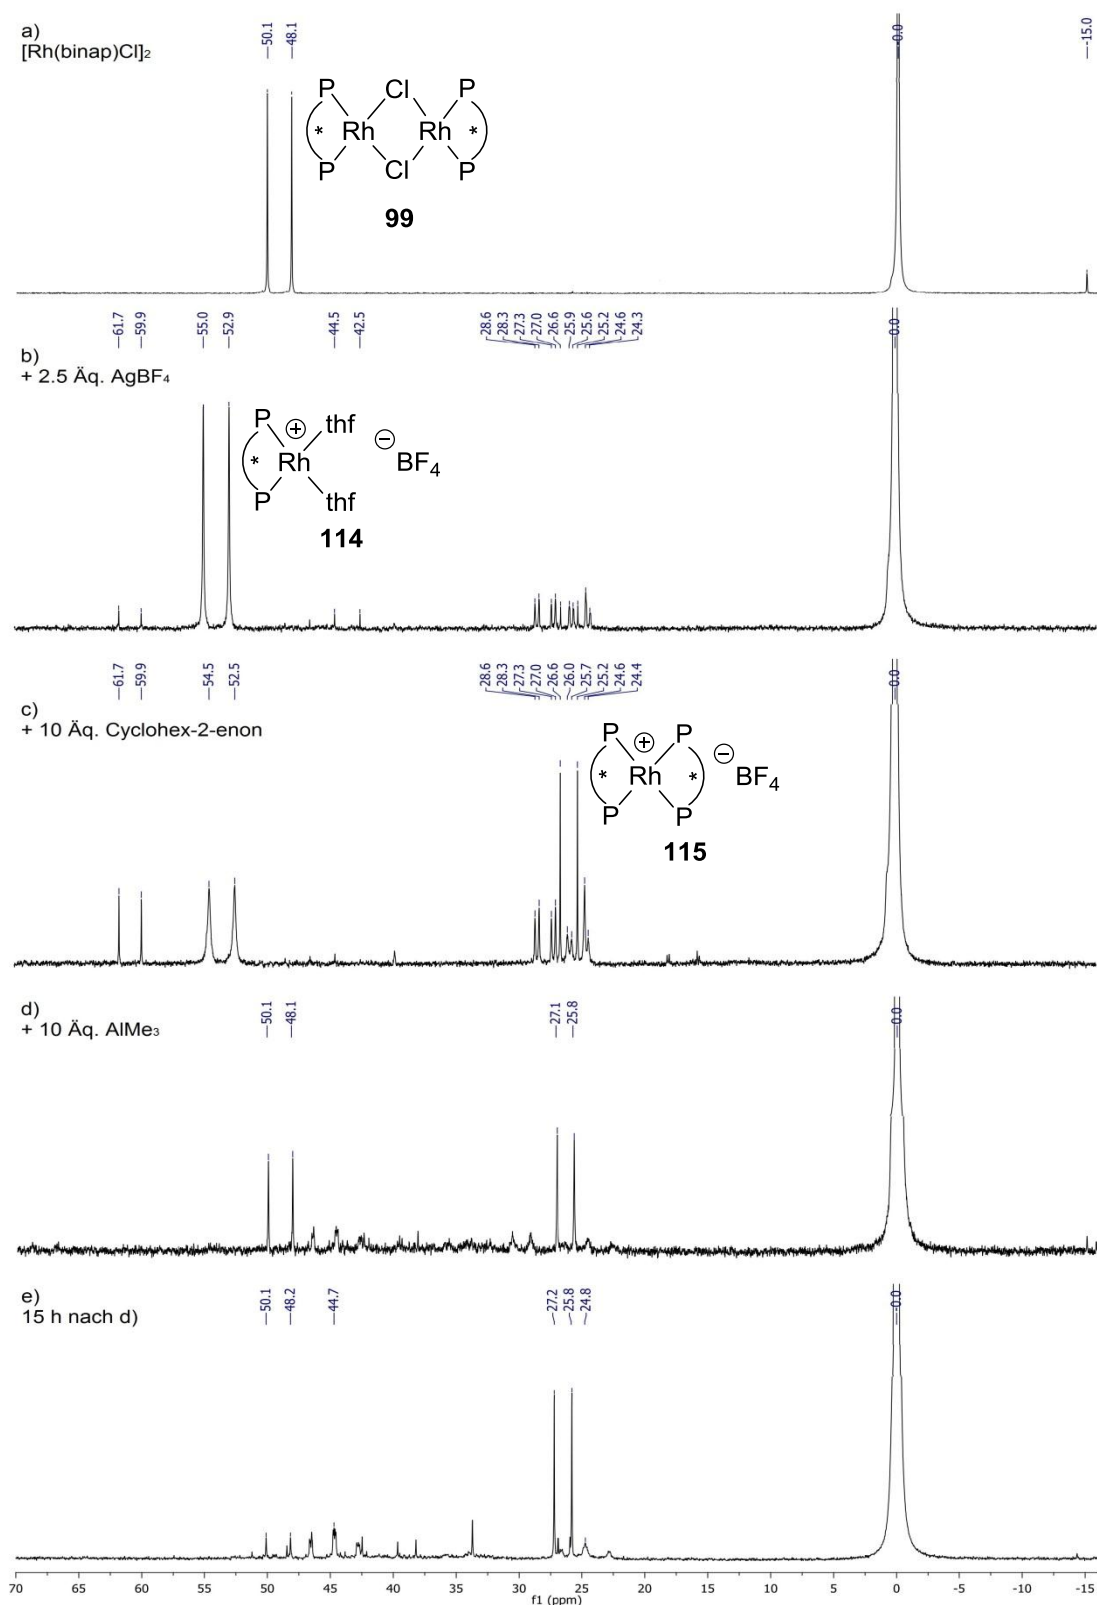 a)
[Rh(binap)Cl]2
50.1
48.1
0.0
-15.0
P
Cl
P
* Rh Rh *
P
Cl
P
99
61.7
59.9
55.0
52.9
44.5
42.5
28.6
28.3
27.3
27.0
26.6
25.9
25.6
25.2
24.6
24.3
0.0
b)
+ 2.5 Äq. AgBF4
P ⊕ thf
* Rh ⊖ BF4
P thf
114
61.7
59.9
54.5
52.5
28.6
28.3
27.3
27.0
26.6
26.0
25.7
25.2
24.6
24.4
0.0
c)
+ 10 Äq. Cyclohex-2-enon
P ⊕ P ⊖
* Rh * BF4
P P
115
d)
+ 10 Äq. AlMe3
50.1
48.1
27.1
25.8
0.0
e)
15 h nach d)
50.1
48.2
44.7
27.2
25.8
24.8
0.0
70 65 60 55 50 45 40 35 30 25 20 15 10 5 0 -5 -10 -15
f1 (ppm)